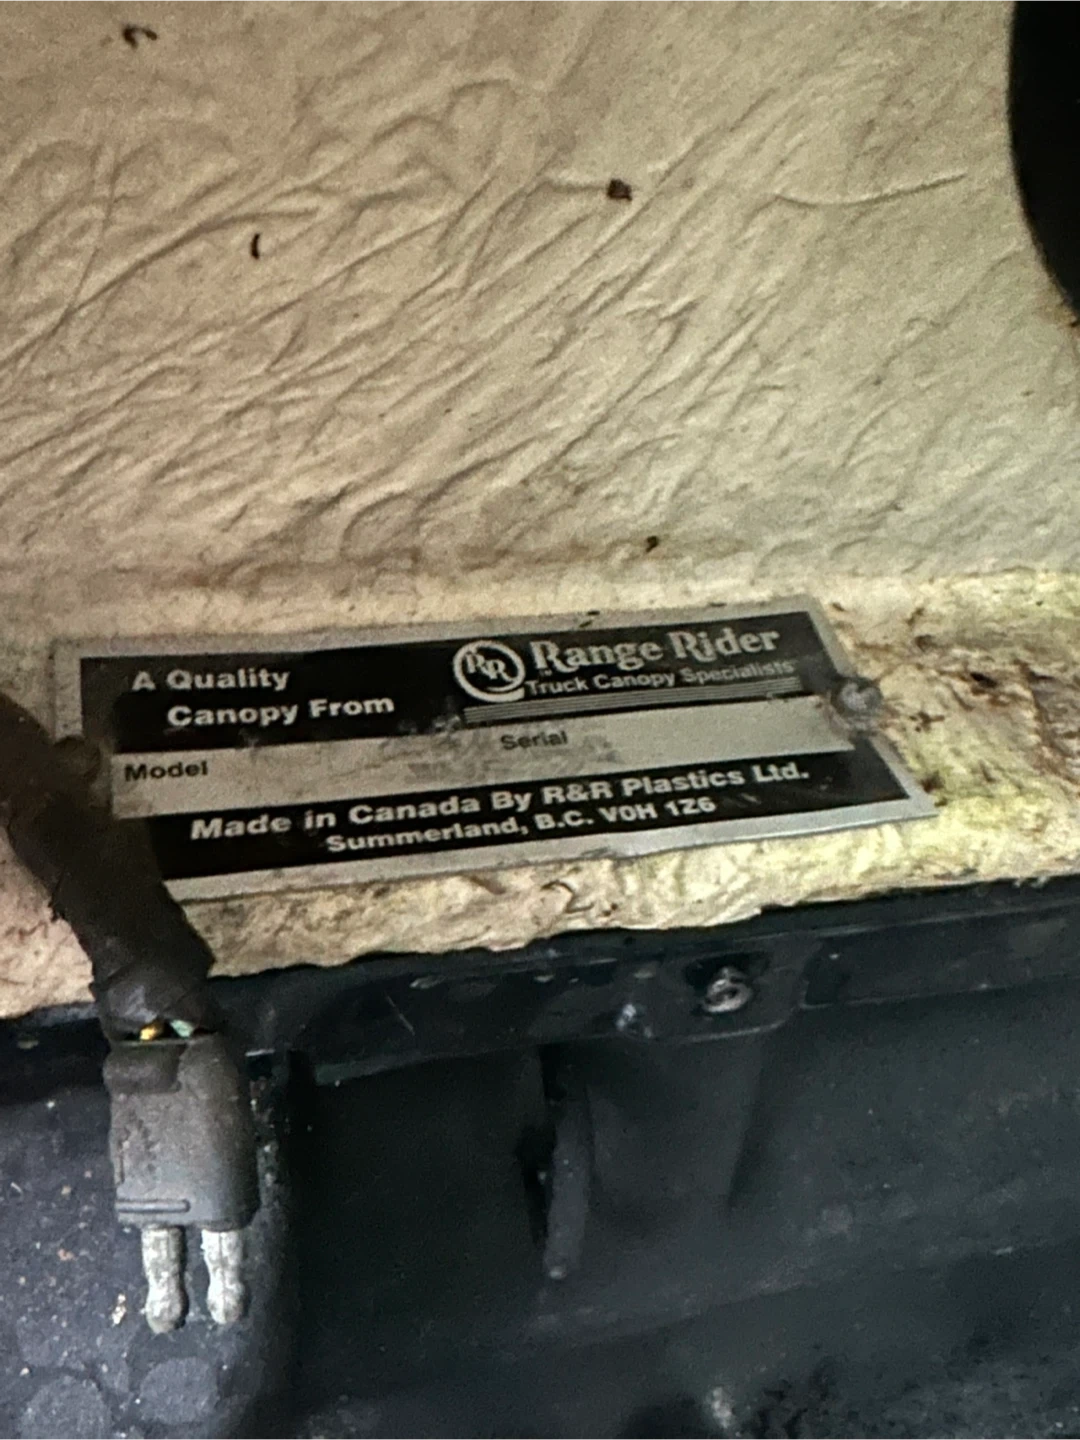 A Quality
Canopy From
RR Range Rider
Truck Canopy Specialists
Serial
Model
Made in Canada By R&R Plastics Ltd.
Summerland, B.C. V0H 1Z6